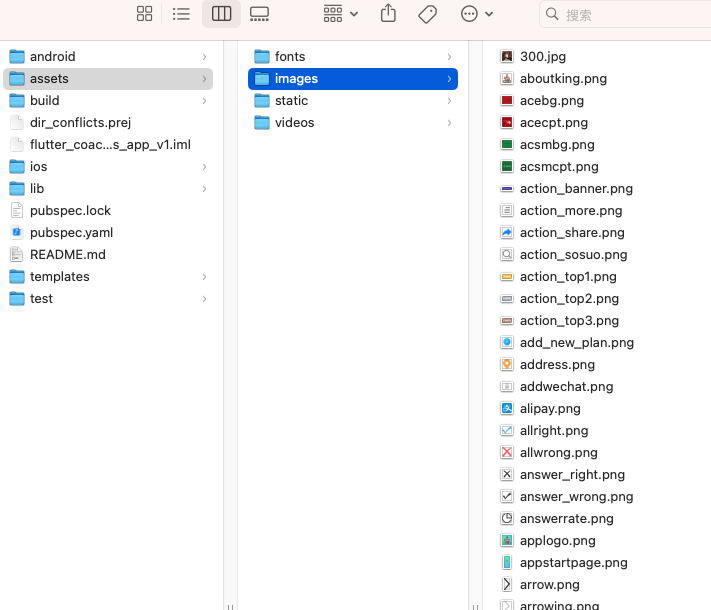 搜索
android
assets
build
dir_conflicts.prej
flutter_coac...s_app_v1.iml
ios
lib
pubspec.lock
pubspec.yaml
README.md
templates
test
fonts
images
static
videos
300.jpg
aboutking.png
acebg.png
acecpt.png
acsmbg.png
acsmcpt.png
action_banner.png
action_more.png
action_share.png
action_sosuo.png
action_top1.png
action_top2.png
action_top3.png
add_new_plan.png
address.png
addwechat.png
alipay.png
allright.png
allwrong.png
answer_right.png
answer_wrong.png
answerrate.png
applogo.png
appstartpage.png
arrow.png
arrowing.png